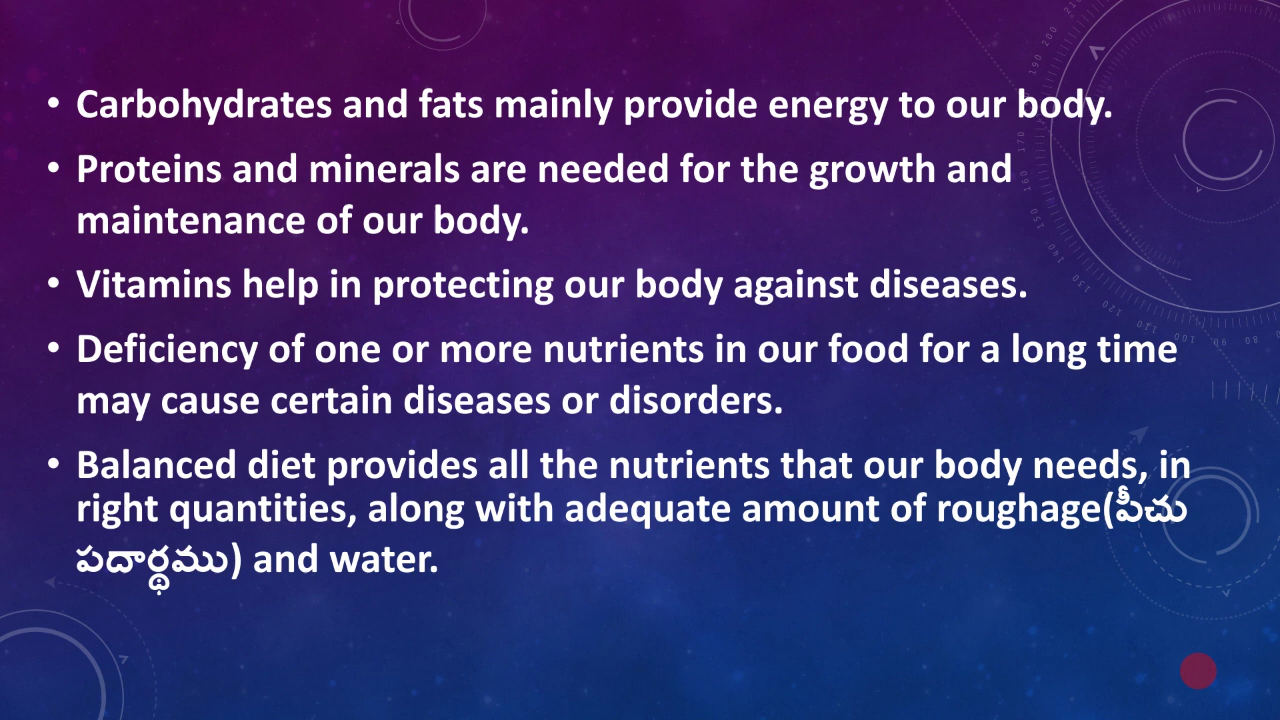 • Carbohydrates and fats mainly provide energy to our body.
• Proteins and minerals are needed for the growth and
maintenance of our body.
• Vitamins help in protecting our body against diseases.
• Deficiency of one or more nutrients in our food for a long time
may cause certain diseases or disorders.
• Balanced diet provides all the nutrients that our body needs, in
right quantities, along with adequate amount of roughage(పీచు
పదార్థము) and water.